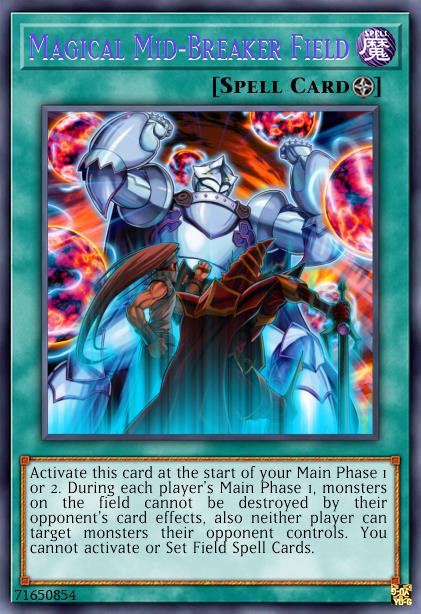 MAGICAL MID-BREAKER FIELD
SPELL
魔
[SPELL CARD]
Activate this card at the start of your Main Phase 1
or 2. During each player's Main Phase 1, monsters
on the field cannot be destroyed by their
opponent's card effects, also neither player can
target monsters their opponent controls. You
cannot activate or Set Field Spell Cards.
71650854